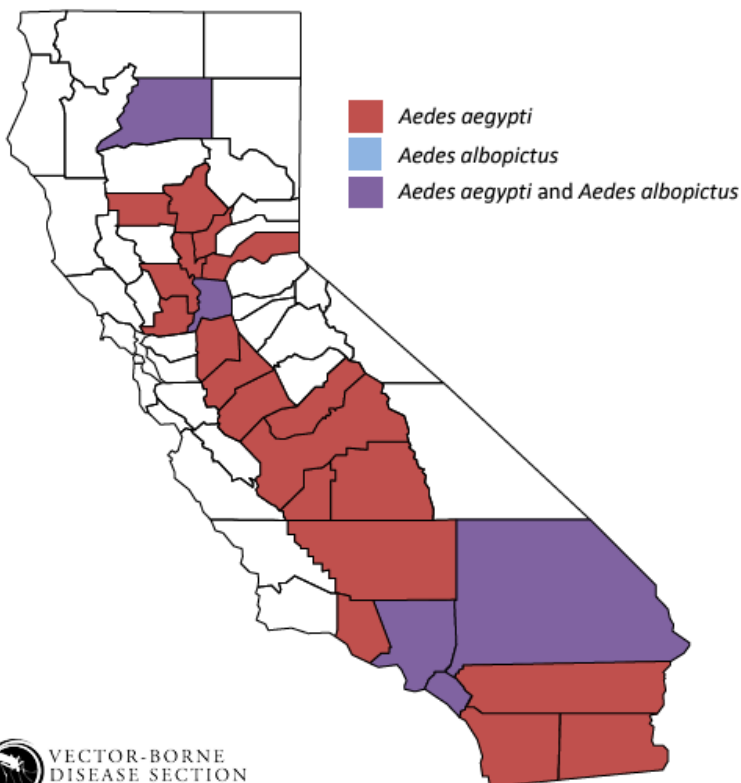 Aedes aegypti
Aedes albopictus
Aedes aegypti and Aedes albopictus
VECTOR-BORNE
DISEASE SECTION